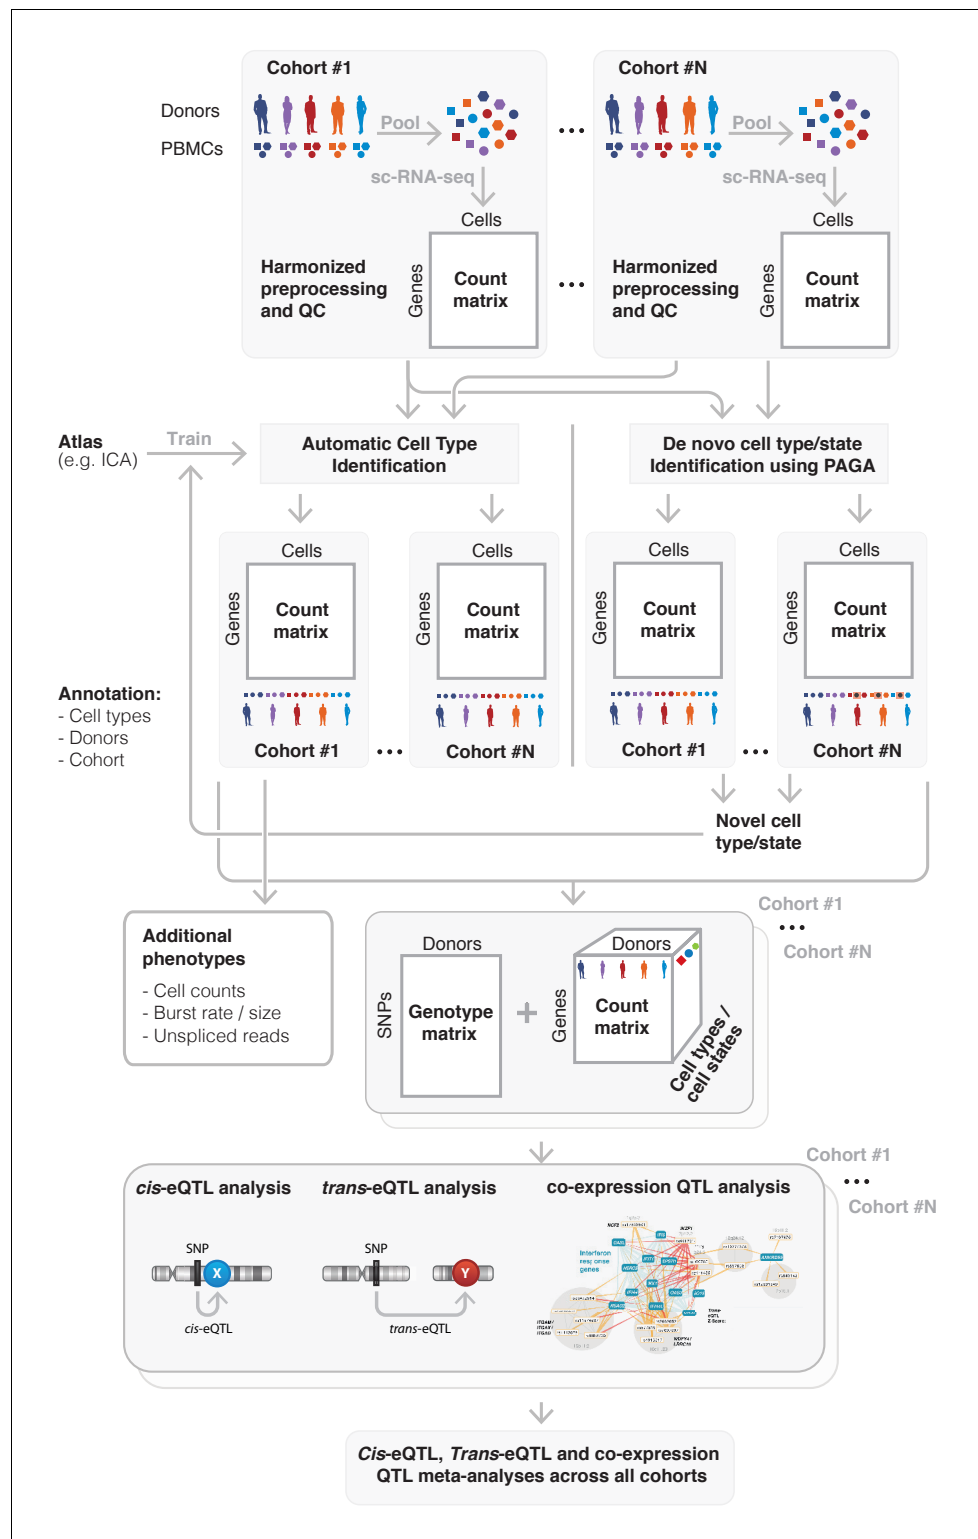 Cohort #1
Cohort #N
Donors
PBMCs
Pool
Pool
sc-RNA-seq
sc-RNA-seq
Cells
Cells
Harmonized
preprocessing
and QC
Genes
Count
matrix
Harmonized
preprocessing
and QC
Genes
Count
matrix
Atlas
(e.g. ICA)
Train
Automatic Cell Type
Identification
De novo cell type/state
Identification using PAGA
Cells
Cells
Cells
Cells
Genes
Count
matrix
Genes
Count
matrix
Genes
Count
matrix
Genes
Count
matrix
Annotation:
- Cell types
- Donors
- Cohort
Cohort #1
Cohort #N
Cohort #1
Cohort #N
Novel cell
type/state
Additional
phenotypes
- Cell counts
- Burst rate / size
- Unspliced reads
Cohort #1
Cohort #N
Donors
SNPs
Genotype
matrix
+
Donors
Genes
Count
matrix
Cell types /
cell states
Cohort #1
Cohort #N
cis-eQTL analysis
trans-eQTL analysis
co-expression QTL analysis
SNP
X
cis-eQTL
SNP
Y
trans-eQTL
Interferon
response
genes
trans-
eQTL
Z-Score:
Cis-eQTL, Trans-eQTL and co-expression
QTL meta-analyses across all cohorts